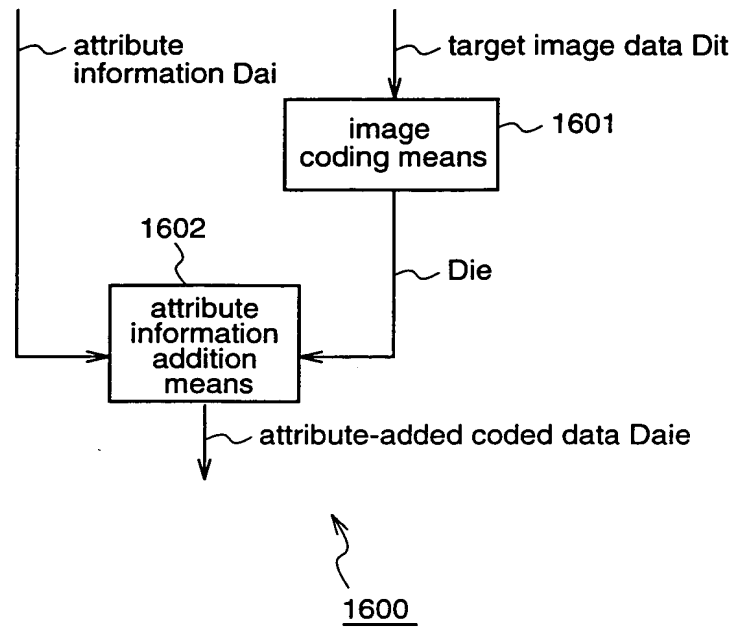 attribute
information Dai
target image data Dit
image
coding means
1601
1602
Die
attribute
information
addition
means
attribute-added coded data Daie
1600